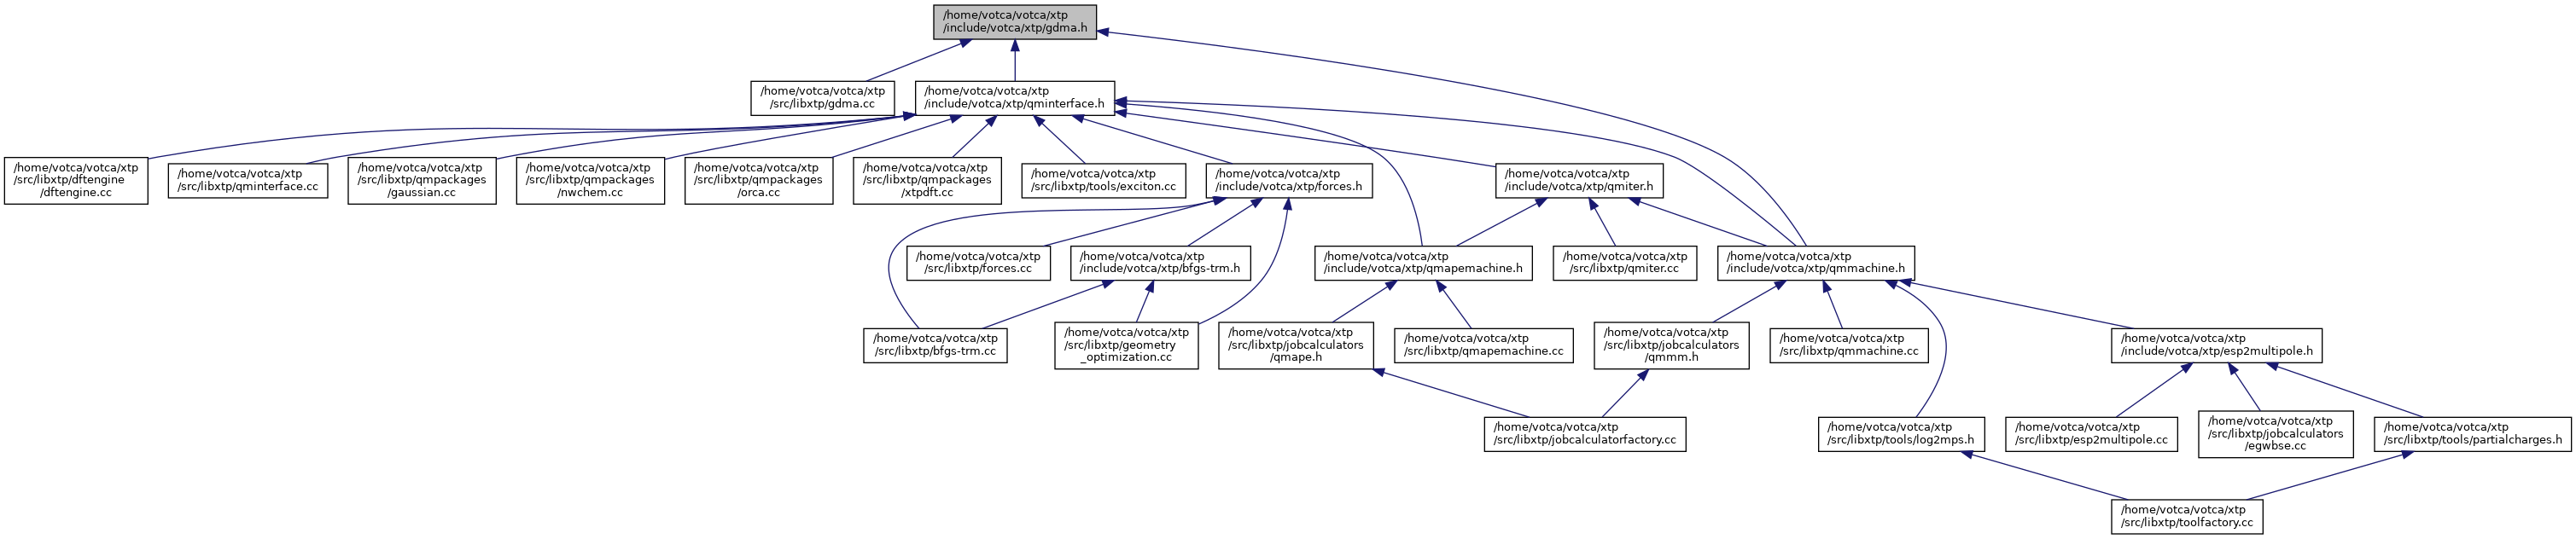 /home/votca/votca/xtp
/include/votca/xtp/gdma.h
/home/votca/votca/xtp
/src/libxtp/gdma.cc
/home/votca/votca/xtp
/include/votca/xtp/qminterface.h
/home/votca/votca/xtp
/src/libxtp/dftengine
/dftengine.cc
/home/votca/votca/xtp
/src/libxtp/qminterface.cc
/home/votca/votca/xtp
/src/libxtp/qmpackages
/gaussian.cc
/home/votca/votca/xtp
/src/libxtp/qmpackages
/nwchem.cc
/home/votca/votca/xtp
/src/libxtp/qmpackages
/orca.cc
/home/votca/votca/xtp
/src/libxtp/qmpackages
/xtpdft.cc
/home/votca/votca/xtp
/src/libxtp/tools/exciton.cc
/home/votca/votca/xtp
/include/votca/xtp/forces.h
/home/votca/votca/xtp
/include/votca/xtp/qmiter.h
/home/votca/votca/xtp
/src/libxtp/forces.cc
/home/votca/votca/xtp
/include/votca/xtp/bfgs-trm.h
/home/votca/votca/xtp
/include/votca/xtp/qmapemachine.h
/home/votca/votca/xtp
/src/libxtp/qmiter.cc
/home/votca/votca/xtp
/include/votca/xtp/qmmachine.h
/home/votca/votca/xtp
/src/libxtp/bfgs-trm.cc
/home/votca/votca/xtp
/src/libxtp/geometry
_optimization.cc
/home/votca/votca/xtp
/src/libxtp/jobcalculators
/qmape.h
/home/votca/votca/xtp
/src/libxtp/qmapemachine.cc
/home/votca/votca/xtp
/src/libxtp/jobcalculators
/qmmm.h
/home/votca/votca/xtp
/src/libxtp/qmmachine.cc
/home/votca/votca/xtp
/include/votca/xtp/esp2multipole.h
/home/votca/votca/xtp
/src/libxtp/jobcalculatorfactory.cc
/home/votca/votca/xtp
/src/libxtp/tools/log2mps.h
/home/votca/votca/xtp
/src/libxtp/esp2multipole.cc
/home/votca/votca/xtp
/src/libxtp/jobcalculators
/egwbse.cc
/home/votca/votca/xtp
/src/libxtp/tools/partialcharges.h
/home/votca/votca/xtp
/src/libxtp/toolfactory.cc